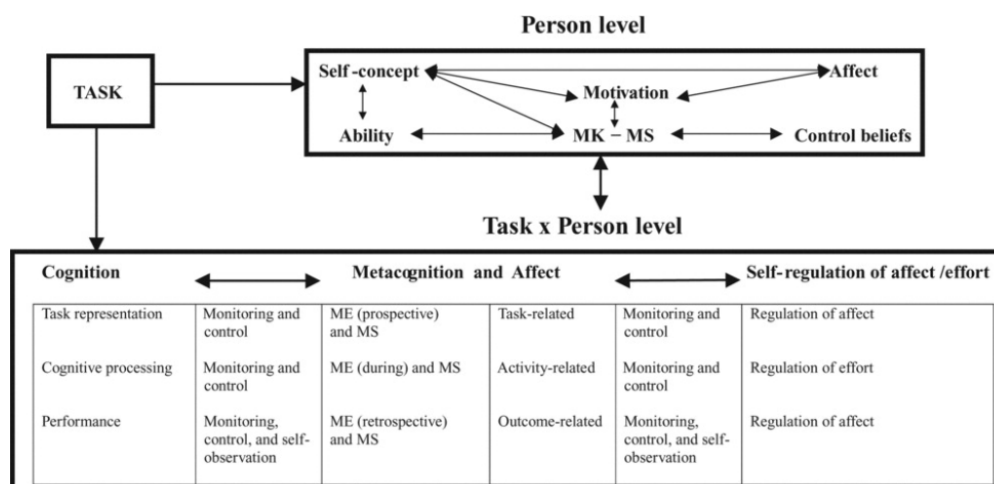 Person level
TASK
Self-concept
Affect
Motivation
Ability
MK – MS
Control beliefs
Task x Person level
Cognition
Metacognition and Affect
Self-regulation of affect /effort
Task representation
Monitoring and
control
ME (prospective)
and MS
Task-related
Monitoring and
control
Regulation of affect
Cognitive processing
Monitoring and
control
ME (during) and MS
Activity-related
Monitoring and
control
Regulation of effort
Performance
Monitoring,
control, and self-
observation
ME (retrospective)
and MS
Outcome-related
Monitoring,
control, and self-
observation
Regulation of affect